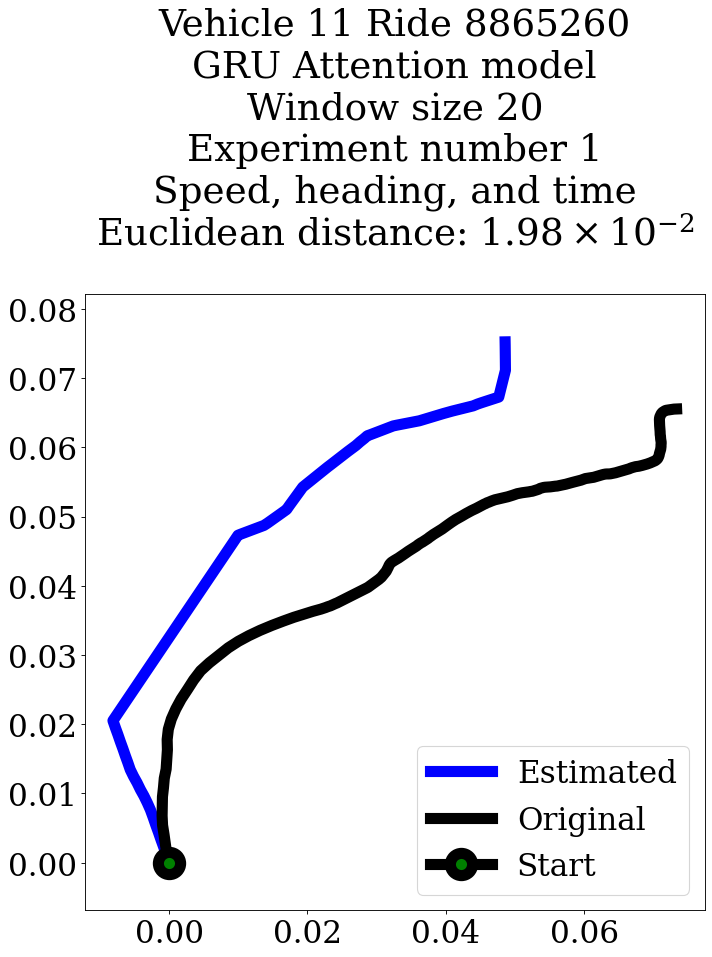 Vehicle 11 Ride 8865260
GRU Attention model
Window size 20
Experiment number 1
Speed, heading, and time
Euclidean distance: 1.98 × 10⁻²
0.08
0.07
0.06
0.05
0.04
0.03
0.02
0.01
0.00
Estimated
Original
Start
0.00 0.02 0.04 0.06